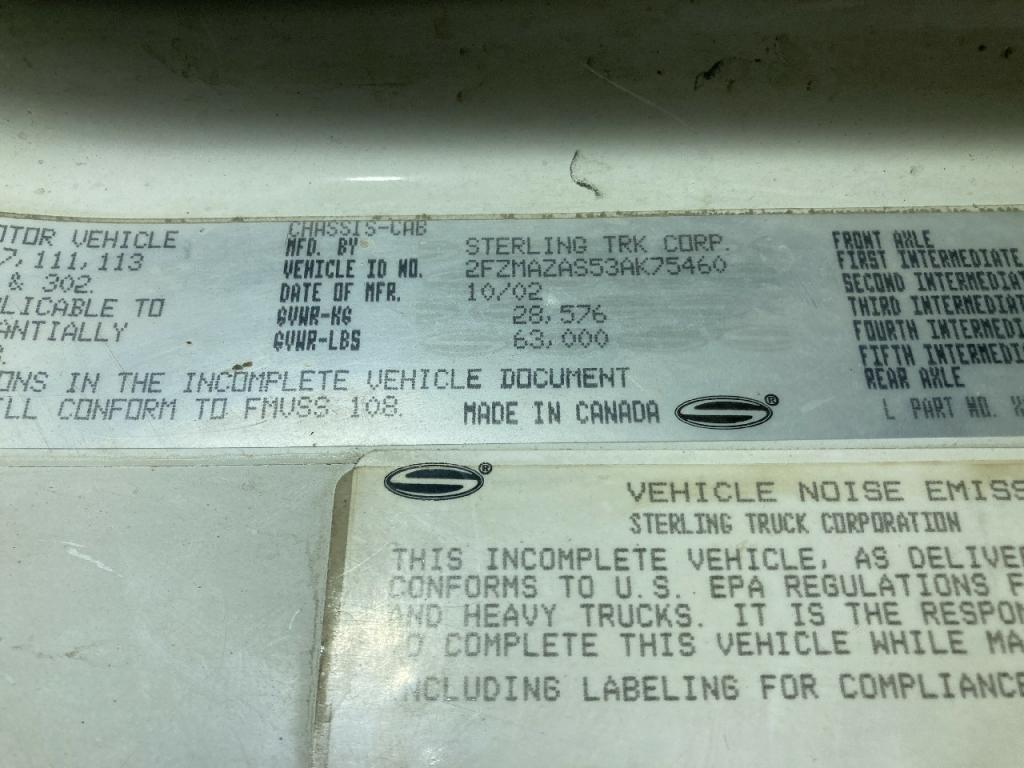 CHASSIS-CAB
MOTOR VEHICLE
MFD. BY STERLING TRK CORP.
7, 111, 113
VEHICLE ID NO. 2FZMAZAS53AK75460
& 302.
DATE OF MFR. 10/02
LICABLE TO
GVWR-KG 28,576
ANTIALLY
GVWR-LBS 63,000
ONS IN THE INCOMPLETE VEHICLE DOCUMENT
ILL CONFORM TO FMVSS 108.
MADE IN CANADA ®
FRONT AXLE
FIRST INTERMEDIATE
SECOND INTERMEDIAT
THIRD INTERMEDIAT
FOURTH INTERMEDI
FIFTH INTERMEDI
REAR AXLE
L PART NO.
®
VEHICLE NOISE EMISS
STERLING TRUCK CORPORATION
THIS INCOMPLETE VEHICLE, AS DELIVE
CONFORMS TO U.S. EPA REGULATIONS F
AND HEAVY TRUCKS. IT IS THE RESPON
O COMPLETE THIS VEHICLE WHILE MA
NCLUDING LABELING FOR COMPLIANCE